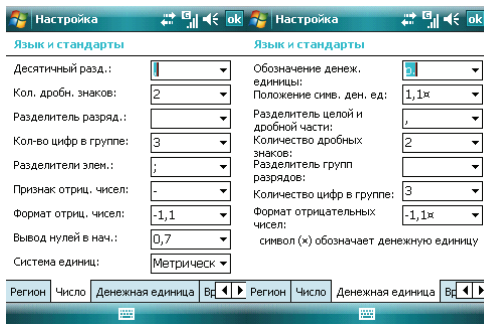 Настройка
G
ok
Язык и стандарты
Десятичный разд.:
,
Кол. дробн. знаков:
2
Разделитель разряд.:
Кол-во цифр в группе:
3
Разделители элем.:
;
Признак отриц. чисел:
-
Формат отриц. чисел:
-1,1
Вывод нулей в нач.:
0,7
Система единиц:
Метрическ
Регион
Число
Денежная единица
Вр
Настройка
G
ok
Язык и стандарты
Обозначение денеж.
единицы:
р.
Положение симв. ден. ед:
1,1¤
Разделитель целой и
дробной части:
,
Количество дробных
знаков:
2
Разделитель групп
разрядов:
Количество цифр в группе:
3
Формат отрицательных
чисел:
-1,1¤
символ (¤) обозначает денежную единицу
Регион
Число
Денежная единица
Вр